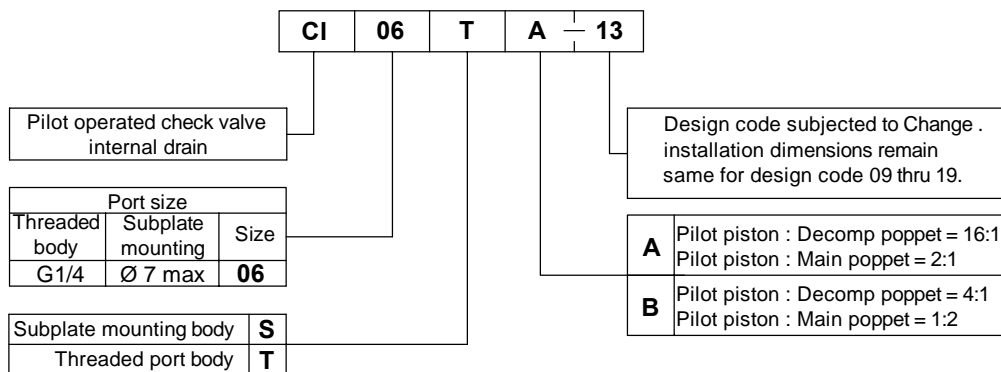 CI 06 T A — 13
Pilot operated check valve
internal drain
Design code subjected to Change .
installation dimensions remain
same for design code 09 thru 19.
Port size
Threaded body Subplate mounting Size
G1/4 Ø 7 max 06
A Pilot piston : Decomp poppet = 16:1
Pilot piston : Main poppet = 2:1
B Pilot piston : Decomp poppet = 4:1
Pilot piston : Main poppet = 1:2
Subplate mounting body S
Threaded port body T